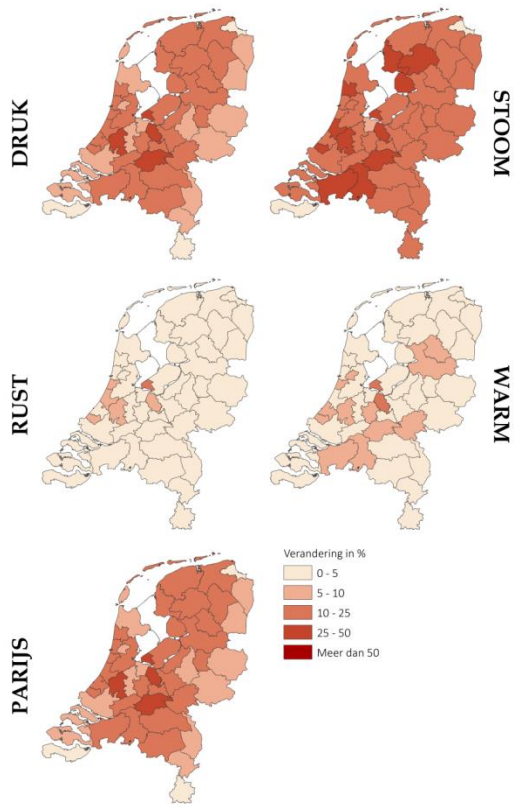 DRUK
STOOM
RUST
WARM
PARIJS
Verandering in %
0 - 5
5 - 10
10 - 25
25 - 50
Meer dan 50